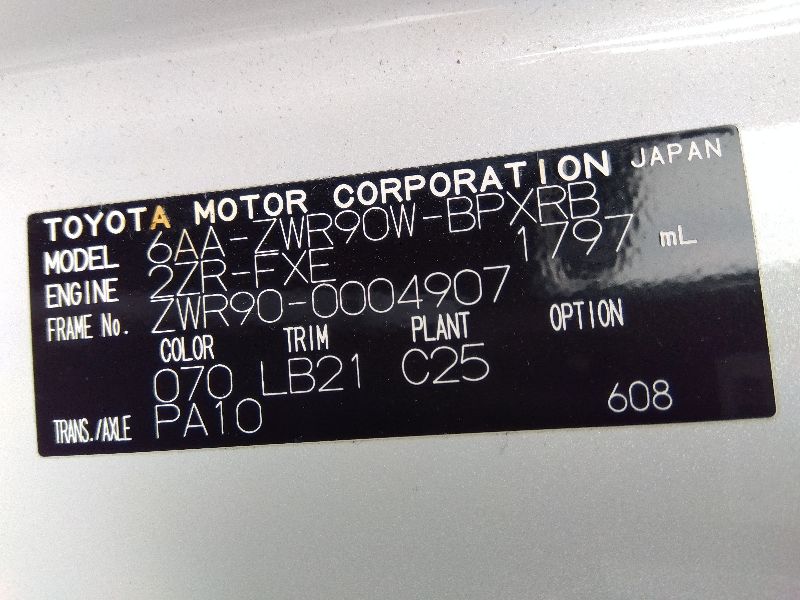 TOYOTA MOTOR CORPORATION JAPAN
MODEL 6AA-ZWR90W-BPXRB
ENGINE 2ZR-FXE 1797 mL
FRAME No. ZWR90-0004907
COLOR TRIM PLANT OPTION
070 LB21 C25
TRANS./AXLE PA10 608